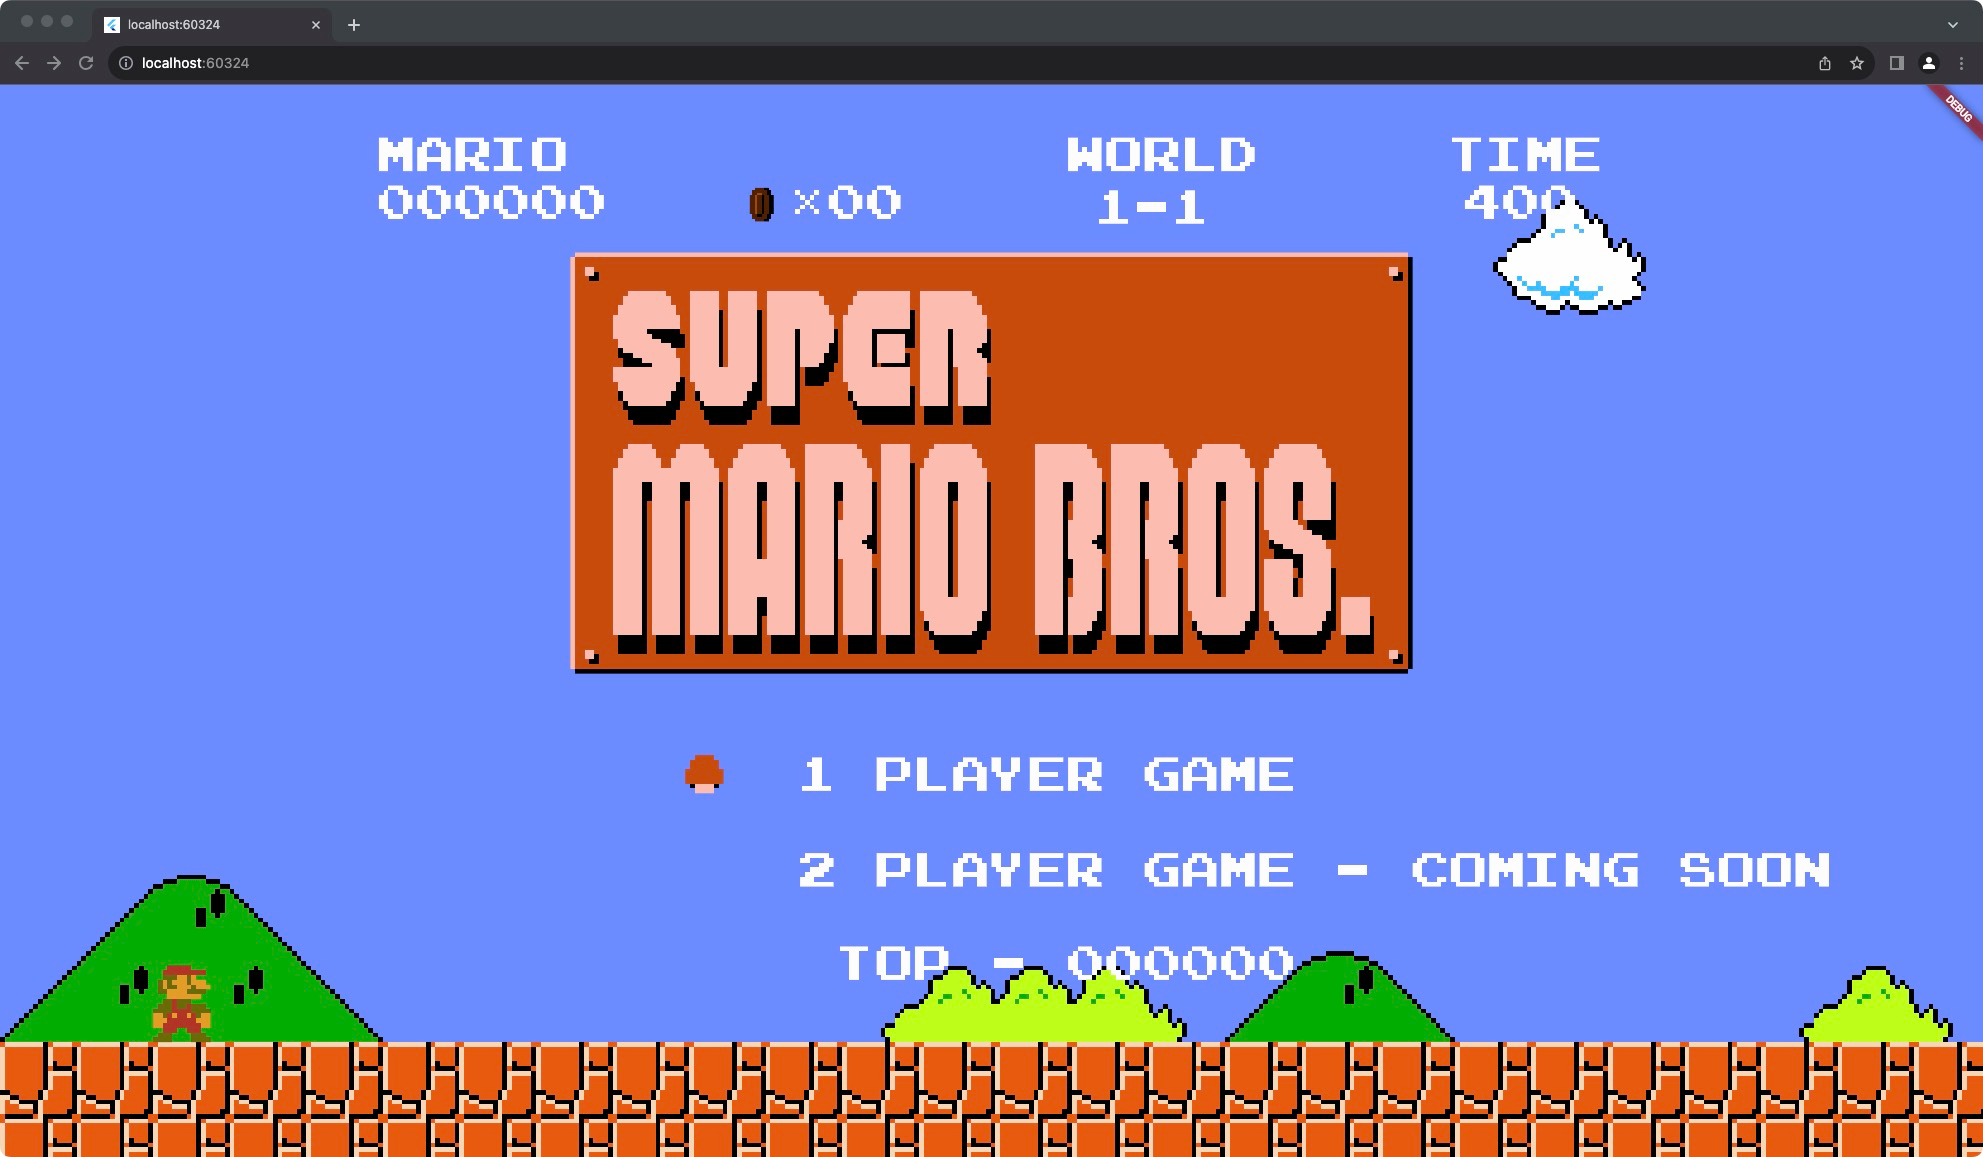 localhost:60324
localhost:60324
DEBUG
MARIO WORLD TIME
000000 ×00 1-1 400
SUPER
MARIO BROS.
1 PLAYER GAME
2 PLAYER GAME - COMING SOON
TOP - 000000